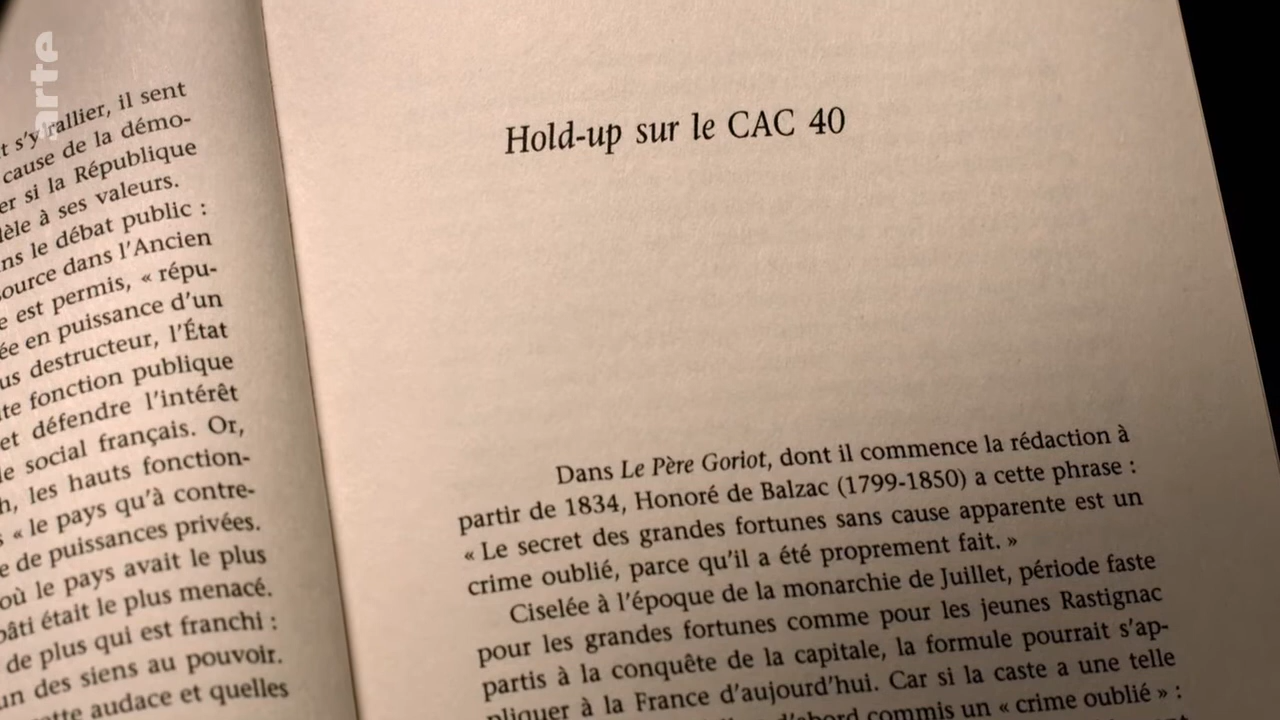 arte
s'y rallier, il sent
cause de la démo-
si la République
à ses valeurs.
le débat public :
dans l'Ancien
est permis, « répu-
en puissance d'un
destructeur, l'État
fonction publique
et défendre l'intérêt
social français. Or,
les hauts fonction-
« le pays qu'à contre-
de puissances privées.
où le pays avait le plus
était le plus menacé.
de plus qui est franchi :
des siens au pouvoir.
audace et quelles
Hold-up sur le CAC 40
Dans Le Père Goriot, dont il commence la rédaction à
partir de 1834, Honoré de Balzac (1799-1850) a cette phrase :
« Le secret des grandes fortunes sans cause apparente est un
crime oublié, parce qu'il a été proprement fait. »
Ciselée à l'époque de la monarchie de Juillet, période faste
pour les grandes fortunes comme pour les jeunes Rastignac
partis à la conquête de la capitale, la formule pourrait s'ap-
pliquer à la France d'aujourd'hui. Car si la caste a une telle
d'abord commis un « crime oublié » :